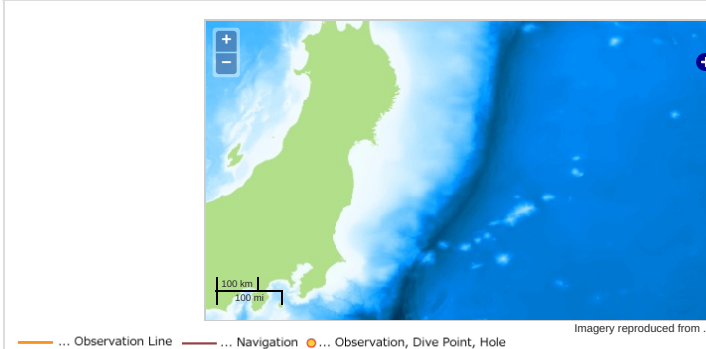 +
−
100 km
100 mi
Imagery reproduced from .
... Observation Line ... Navigation ... Observation, Dive Point, Hole